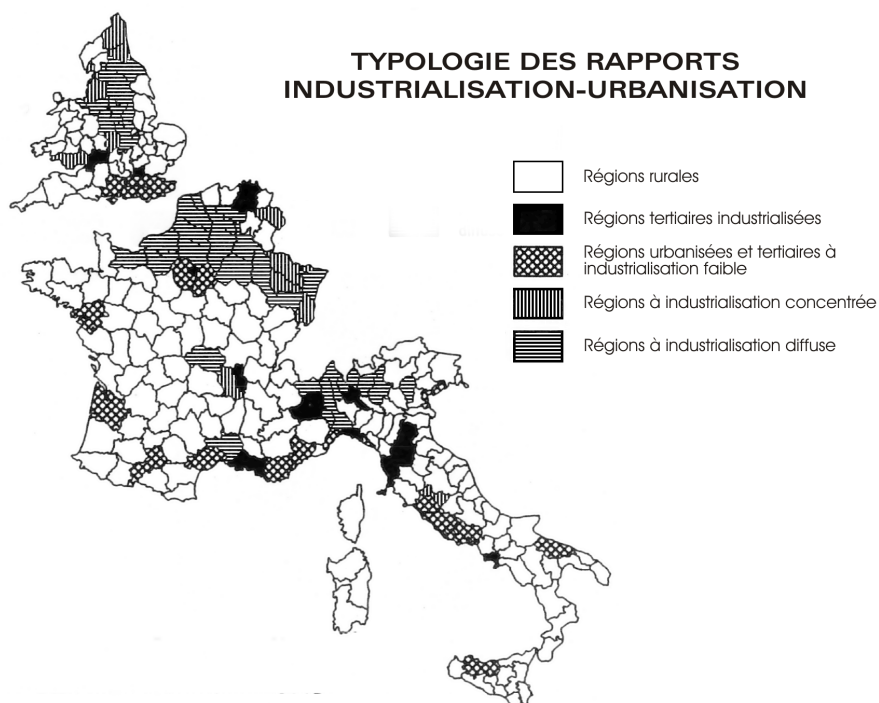 TYPOLOGIE DES RAPPORTS
INDUSTRIALISATION-URBANISATION
Régions rurales
Régions tertiaires industrialisées
Régions urbanisées et tertiaires à
industrialisation faible
Régions à industrialisation concentrée
Régions à industrialisation diffuse